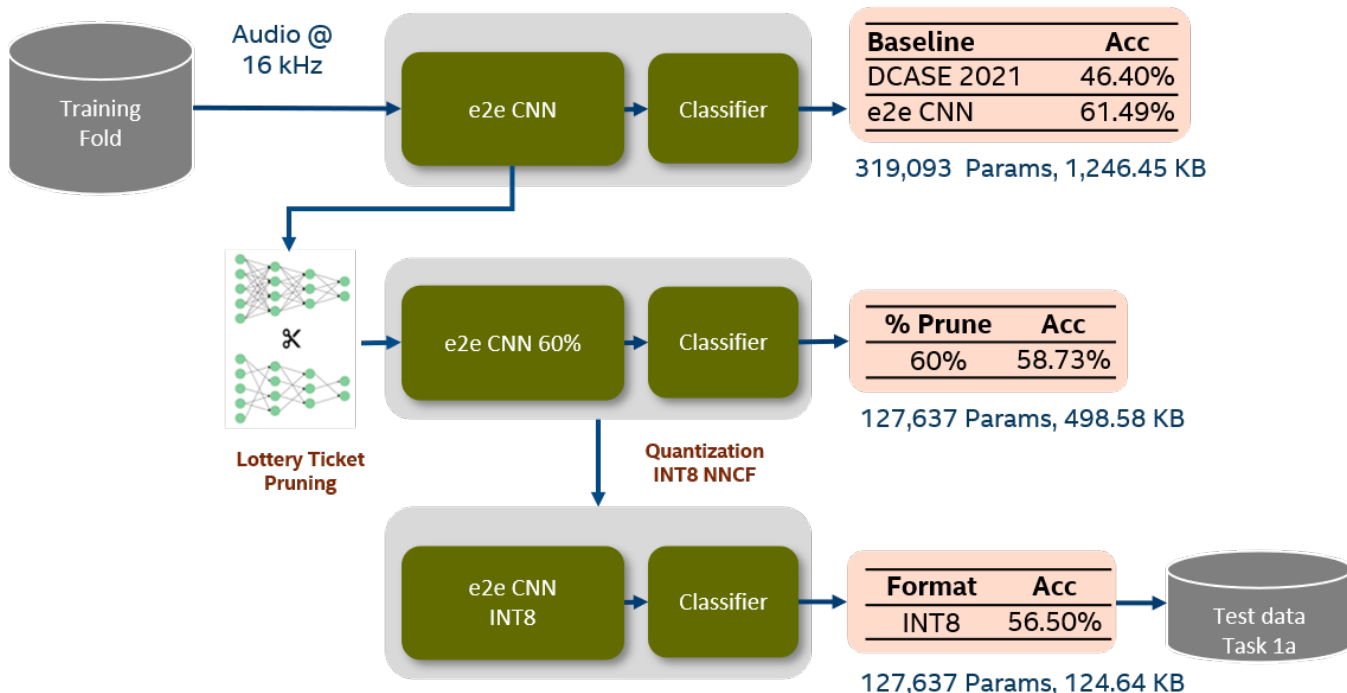 Training
Fold
Audio @
16 kHz
e2e CNN
Classifier
Baseline Acc
DCASE 2021 46.40%
e2e CNN 61.49%
319,093 Params, 1,246.45 KB
Lottery Ticket
Pruning
e2e CNN 60%
Classifier
% Prune Acc
60% 58.73%
127,637 Params, 498.58 KB
Quantization
INT8 NNCF
e2e CNN
INT8
Classifier
Format Acc
INT8 56.50%
127,637 Params, 124.64 KB
Test data
Task 1a